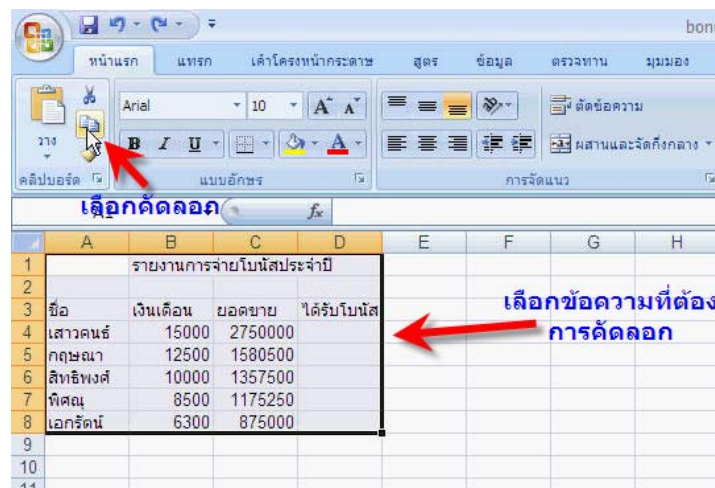 bon
หน้าแรก แทรก เค้าโครงหน้ากระดาษ สูตร ข้อมูล ตรวจทาน มุมมอง
Arial 10 A A ตัดข้อความ
วาง B I U A ผสานและจัดกึ่งกลาง
คลิปบอร์ด แบบอักษร การจัดแนว
เลือกคัดลอก
fx
A B C D E F G H
1 รายงานการจ่ายโบนัสประจำปี
2
3 ชื่อ เงินเดือน ยอดขาย ได้รับโบนัส
เลือกข้อความที่ต้อง
4 เสาวคนธ์ 15000 2750000
การคัดลอก
5 กฤษณา 12500 1580500
6 สิทธิพงศ์ 10000 1357500
7 พิศณุ 8500 1175250
8 เอกรัตน์ 6300 875000
9
10
11